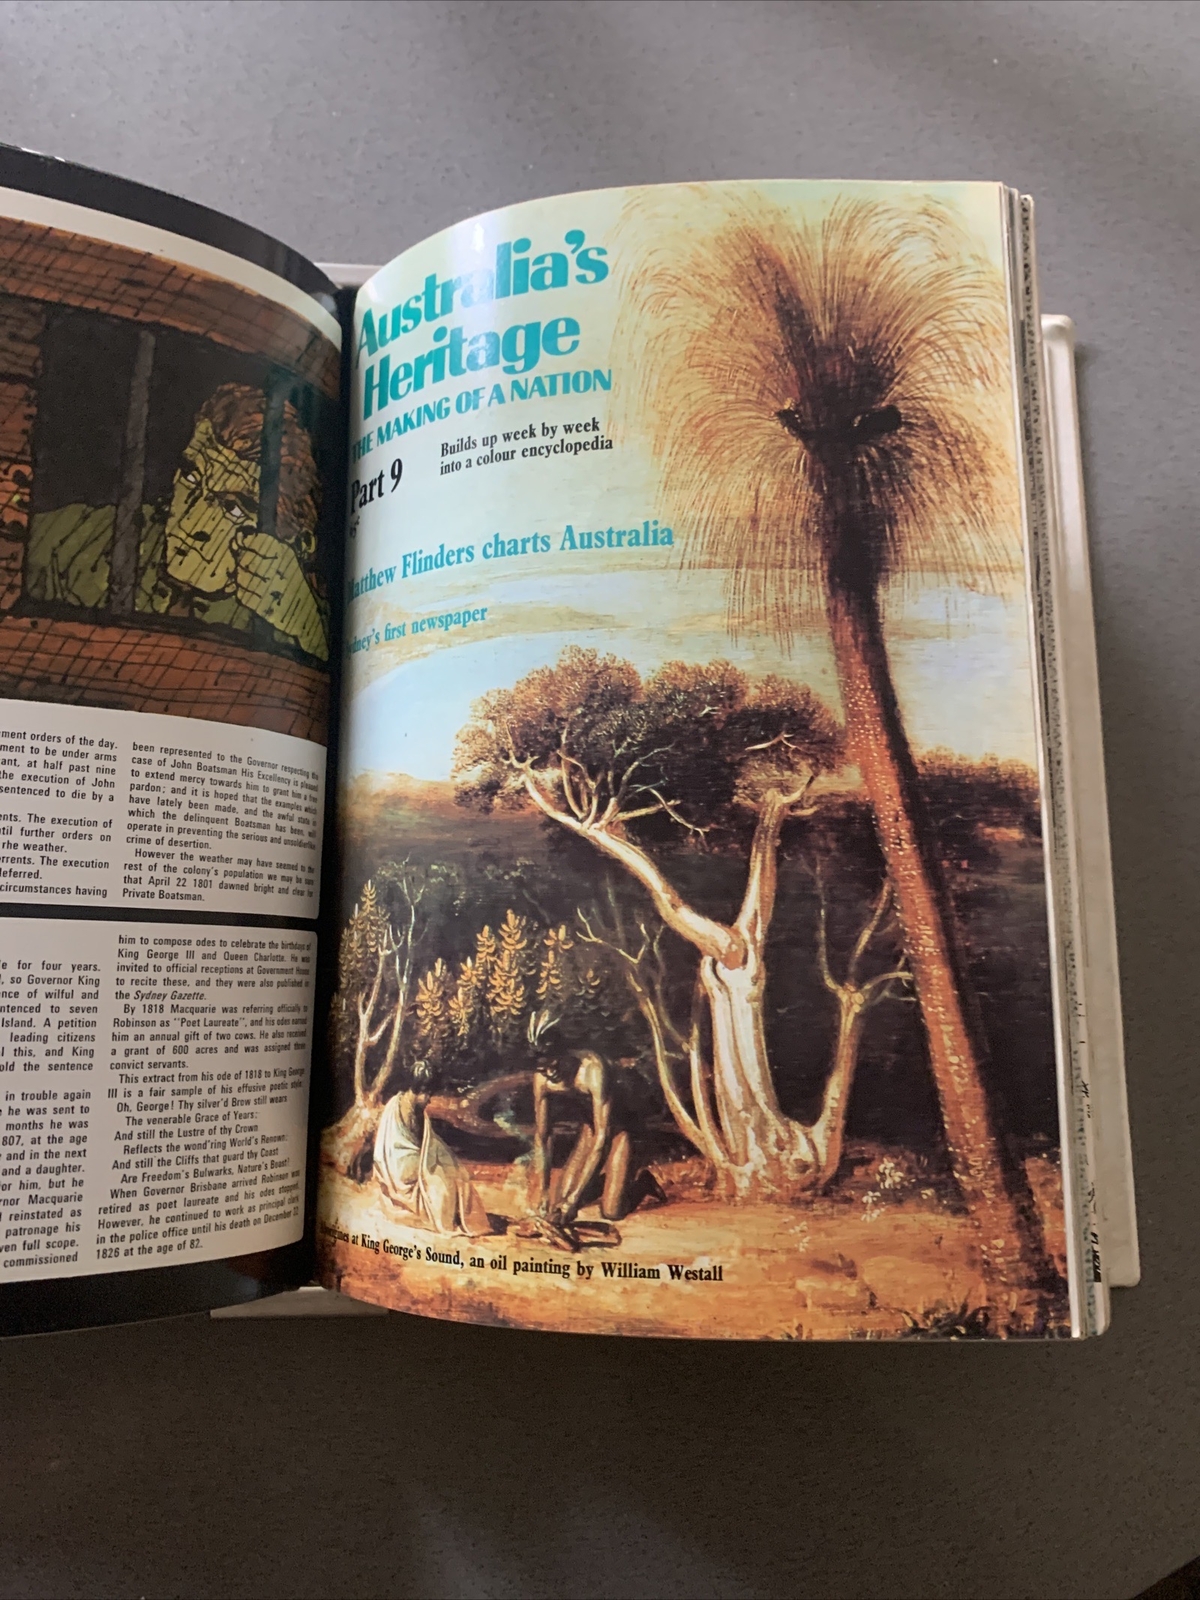 ment orders of the day.
ment to be under arms
ant, at half past nine
the execution of John
sentenced to die by a
ents. The execution of
til further orders on
rhe weather.
rrents. The execution
deferred.
circumstances having
been represented to the Governor respecting the
case of John Boatsman His Excellency is pleased
to extend mercy towards him to grant him a free
pardon; and it is hoped that the examples which
have lately been made, and the awful state in
which the delinquent Boatsman has been, will
operate in preventing the serious and unsoldierlike
crime of desertion.
However the weather may have seemed to the
rest of the colony's population we may be sure
that April 22 1801 dawned bright and clear for
Private Boatsman.
e for four years.
, so Governor King
nce of wilful and
ntenced to seven
Island. A petition
leading citizens
l this, and King
old the sentence
in trouble again
he was sent to
months he was
807, at the age
and in the next
and a daughter.
for him, but he
nor Macquarie
reinstated as
patronage his
ven full scope.
commissioned
him to compose odes to celebrate the birthdays of
King George III and Queen Charlotte. He was
invited to official receptions at Government House
to recite these, and they were also published in
the Sydney Gazette.
By 1818 Macquarie was referring officially to
Robinson as "Poet Laureate", and his odes earned
him an annual gift of two cows. He also received
a grant of 600 acres and was assigned three
convict servants.
This extract from his ode of 1818 to King George
III is a fair sample of his effusive poetic style:
Oh, George! Thy silver'd Brow still wears
The venerable Grace of Years:
And still the Lustre of thy Crown
Reflects the wond'ring World's Renown:
And still the Cliffs that guard thy Coast
Are Freedom's Bulwarks, Nature's Boast!
When Governor Brisbane arrived Robinson was
retired as poet laureate and his odes stopped.
However, he continued to work as principal clerk
in the police office until his death on December 22
1826 at the age of 82.
Australia's
Heritage
THE MAKING OF A NATION
Builds up week by week
into a colour encyclopedia
Part 9
Matthew Flinders charts Australia
Sydney's first newspaper
Aborigines at King George's Sound, an oil painting by William Westall